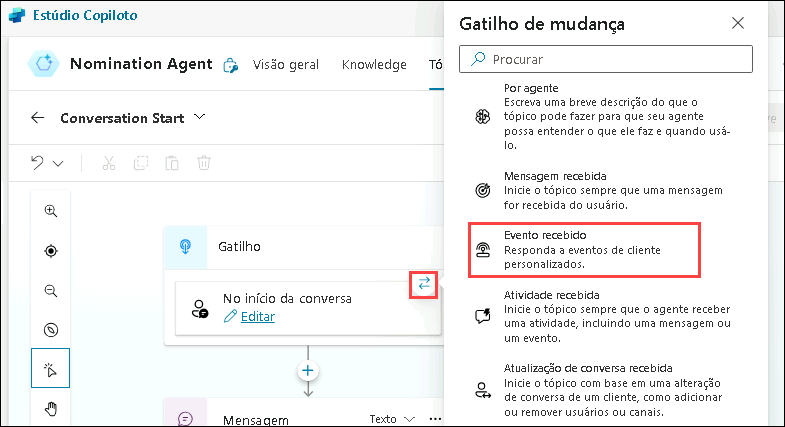 Estúdio Copiloto
Nomination Agent
Visão geral
Knowledge
Tó
Conversation Start
Gatilho
No início da conversa
Editar
Mensagem
Texto
Gatilho de mudança
Procurar
Por agente
Escreva uma breve descrição do que o
tópico pode fazer para que seu agente
possa entender o que ele faz e quando usá-
lo.
Mensagem recebida
Inicie o tópico sempre que uma mensagem
for recebida do usuário.
Evento recebido
Responda a eventos de cliente
personalizados.
Atividade recebida
Inicie o tópico sempre que o agente receber
uma atividade, incluindo uma mensagem ou
um evento.
Atualização de conversa recebida
Inicie o tópico com base em uma alteração
de conversa de um cliente, como adicionar
ou remover usuários ou canais.